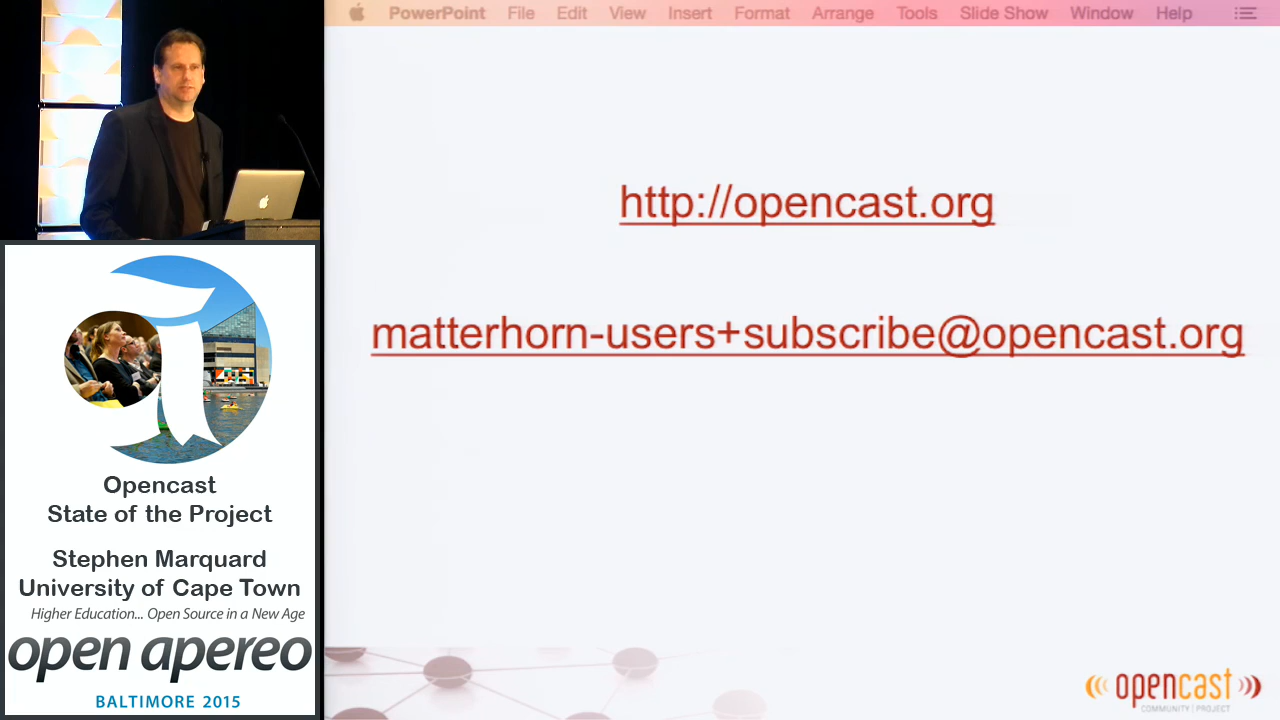 PowerPoint File Edit View Insert Format Arrange Tools Slide Show Window Help
http://opencast.org
matterhorn-users+subscribe@opencast.org
Opencast
State of the Project
Stephen Marquard
University of Cape Town
Higher Education... Open Source in a New Age
open apereo
BALTIMORE 2015
opencast
COMMUNITY | PROJECT